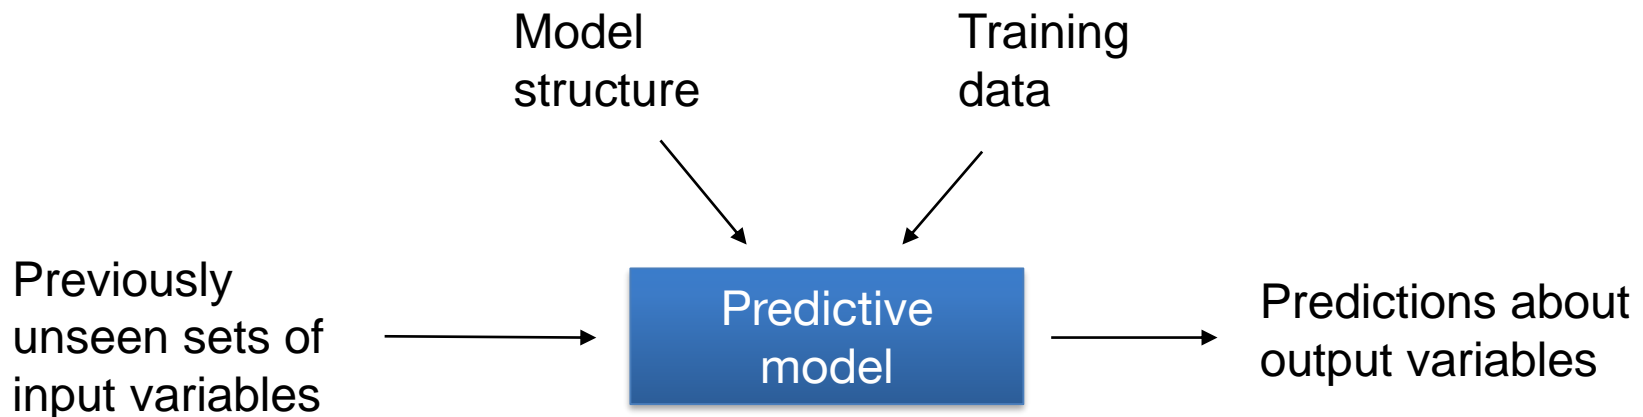 Model
structure
Training
data
Previously
unseen sets of
input variables
Predictive
model
Predictions about
output variables